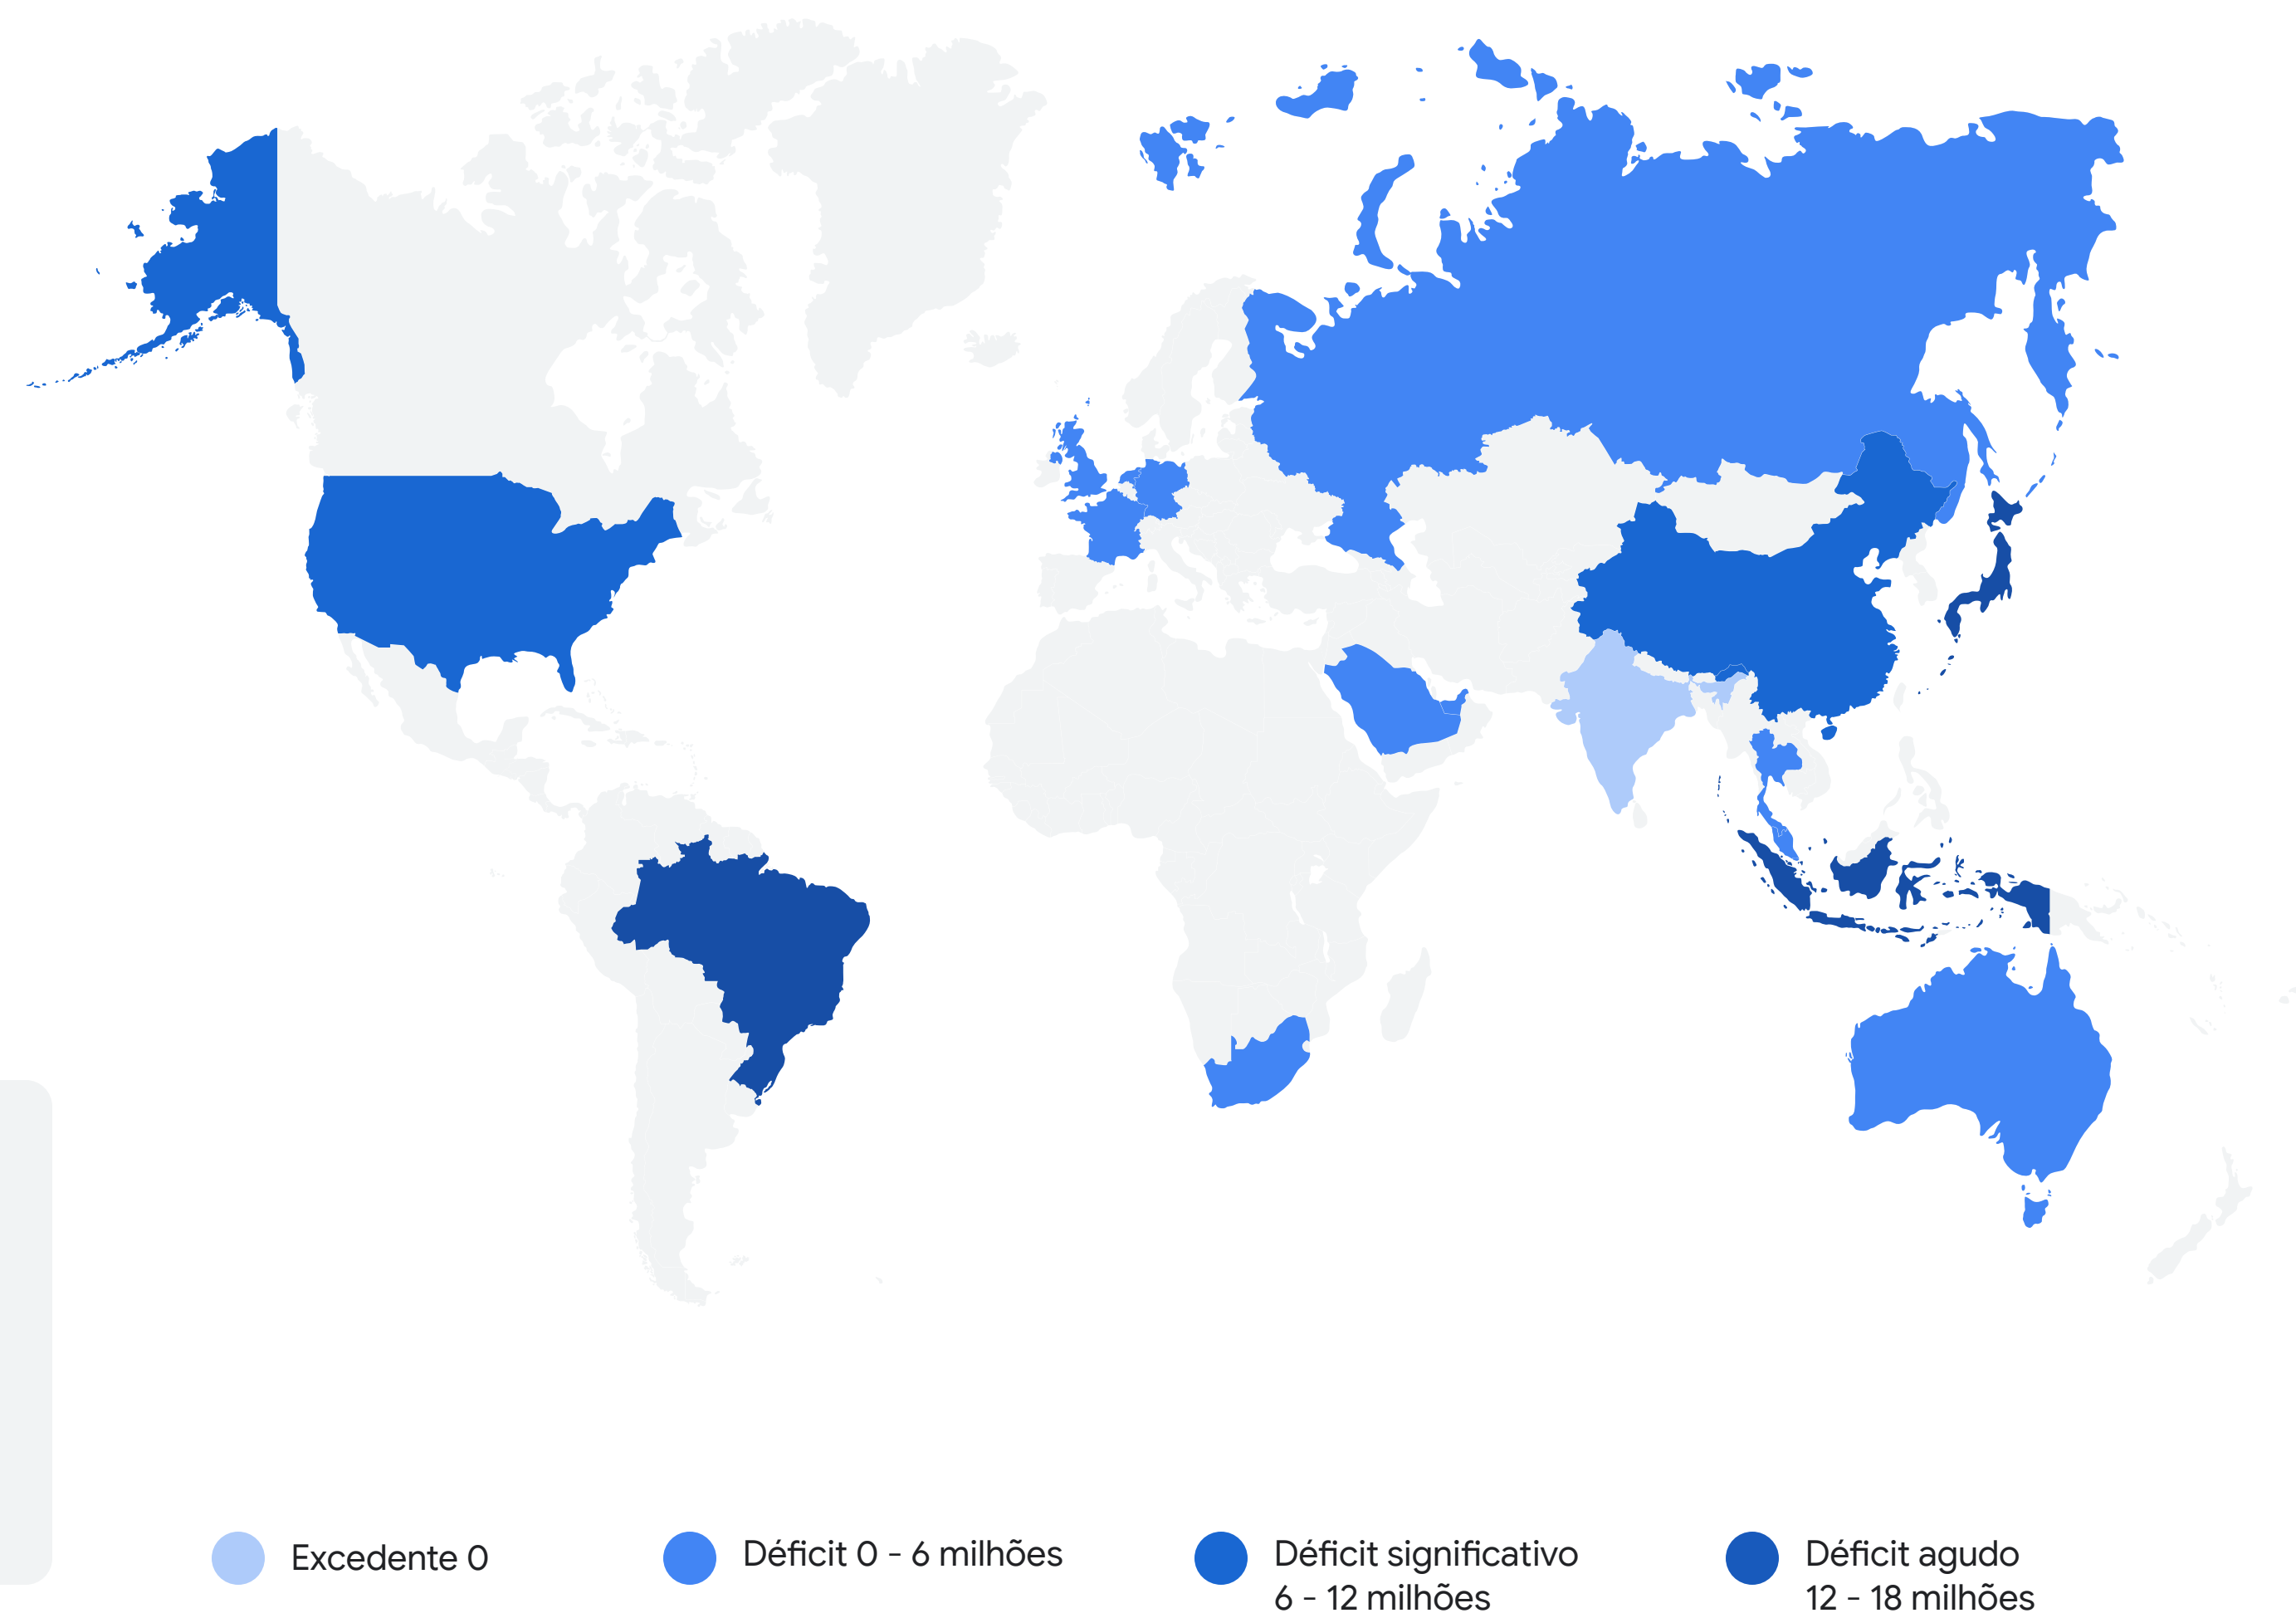 Excedente 0
Déficit 0 - 6 milhões
Déficit significativo
6 - 12 milhões
Déficit agudo
12 - 18 milhões